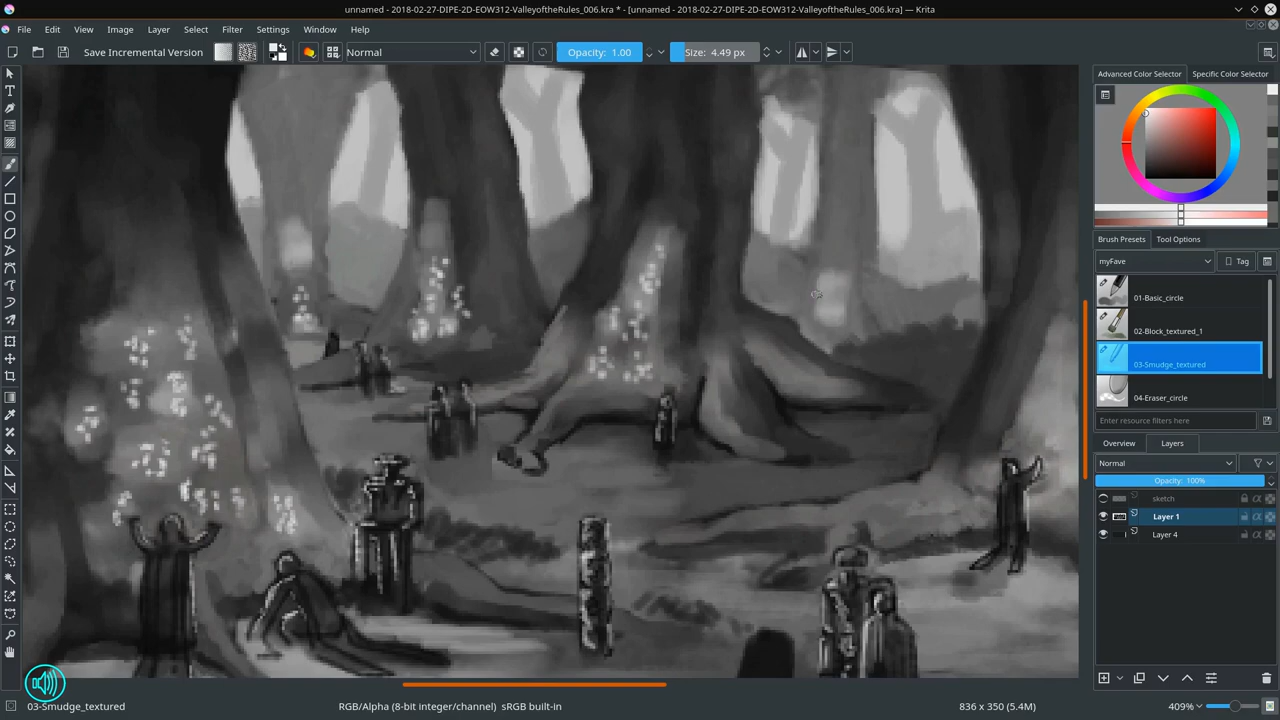 unnamed - 2018-02-27-DIPE-2D-EOW312-ValleyoftheRules_006.kra * - [unnamed - 2018-02-27-DIPE-2D-EOW312-ValleyoftheRules_006.kra] — Krita
File Edit View Image Layer Select Filter Settings Window Help
Save Incremental Version Normal Opacity: 1.00 Size: 4.49 px
Advanced Color Selector Specific Color Selector
Brush Presets Tool Options
myFave Tag
01-Basic_circle
02-Block_textured_1
03-Smudge_textured
04-Eraser_circle
Enter resource filters here
Overview Layers
Normal
Opacity: 100%
sketch
Layer 1
Layer 4
03-Smudge_textured RGB/Alpha (8-bit integer/channel) sRGB built-in 836 x 350 (5.4M) 409%